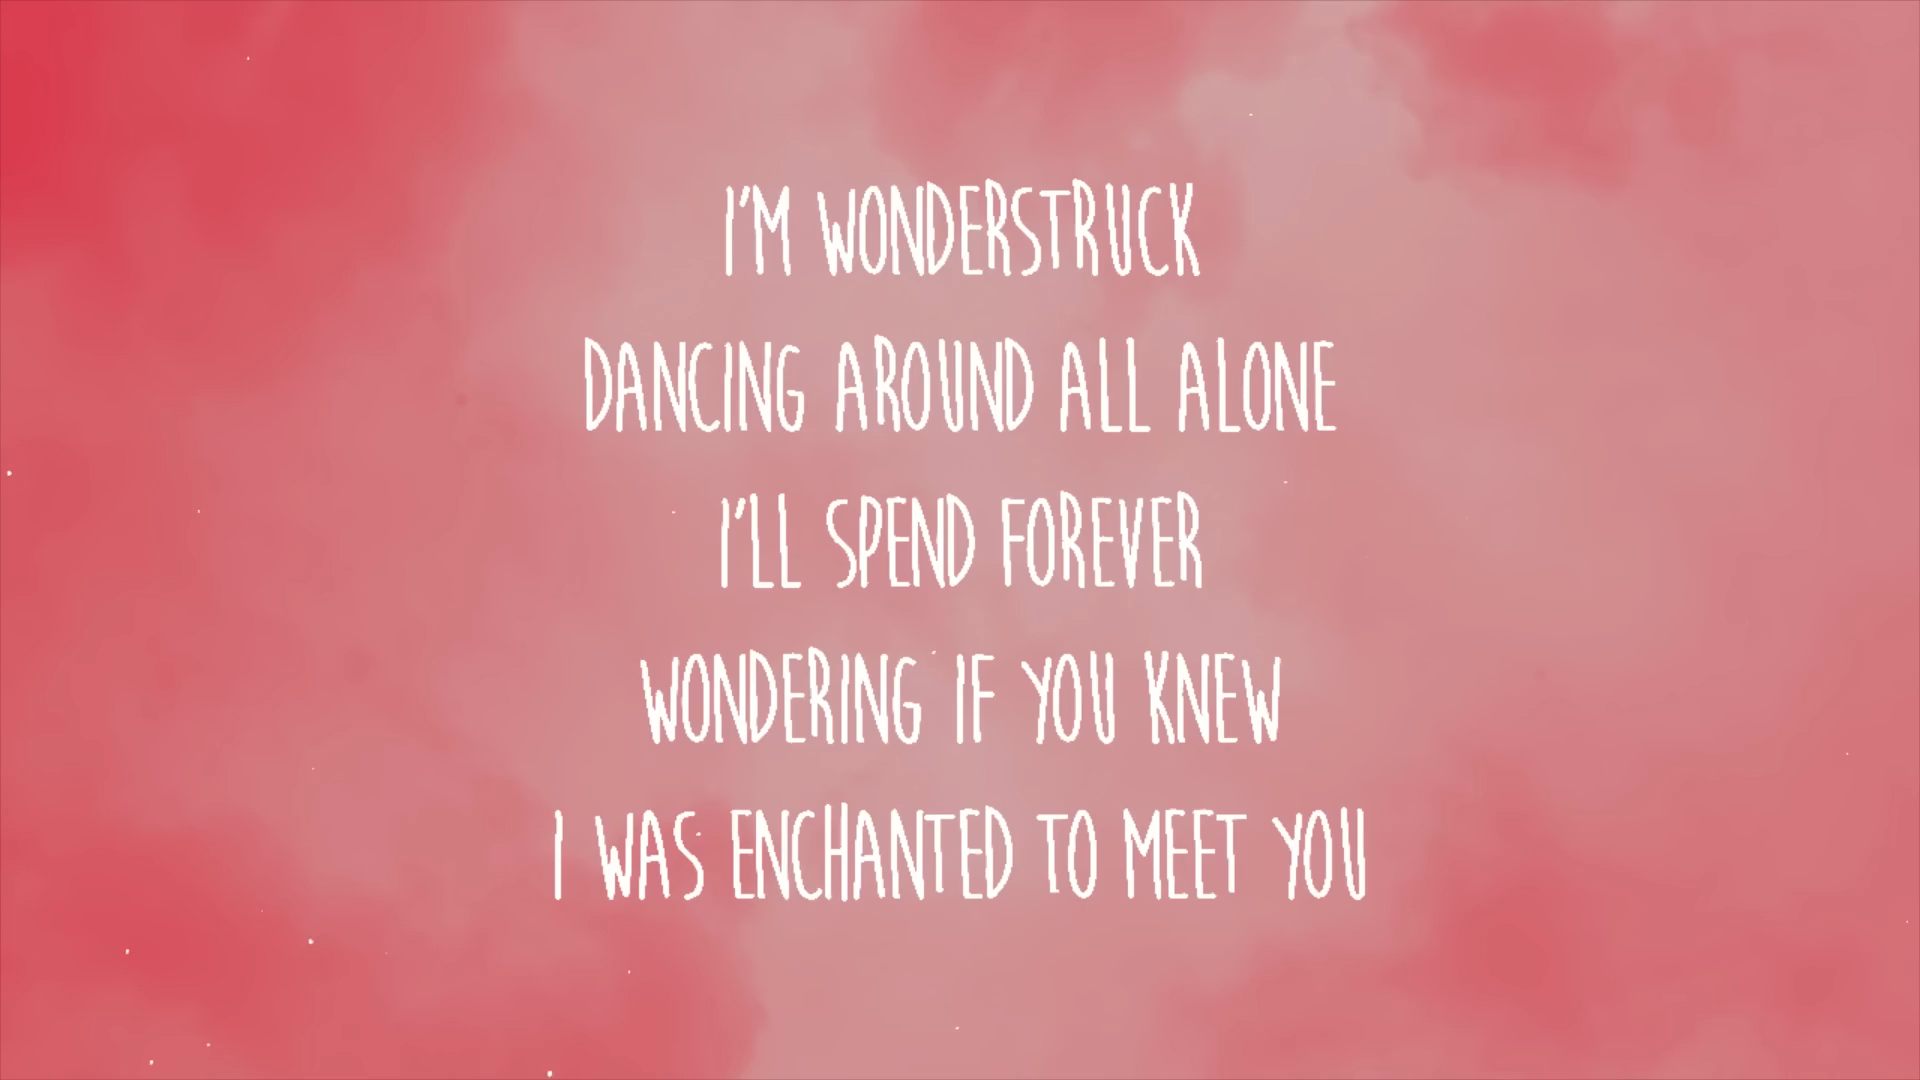 I'M WONDERSTRUCK
DANCING AROUND ALL ALONE
I'LL SPEND FOREVER
WONDERING IF YOU KNEW
I WAS ENCHANTED TO MEET YOU